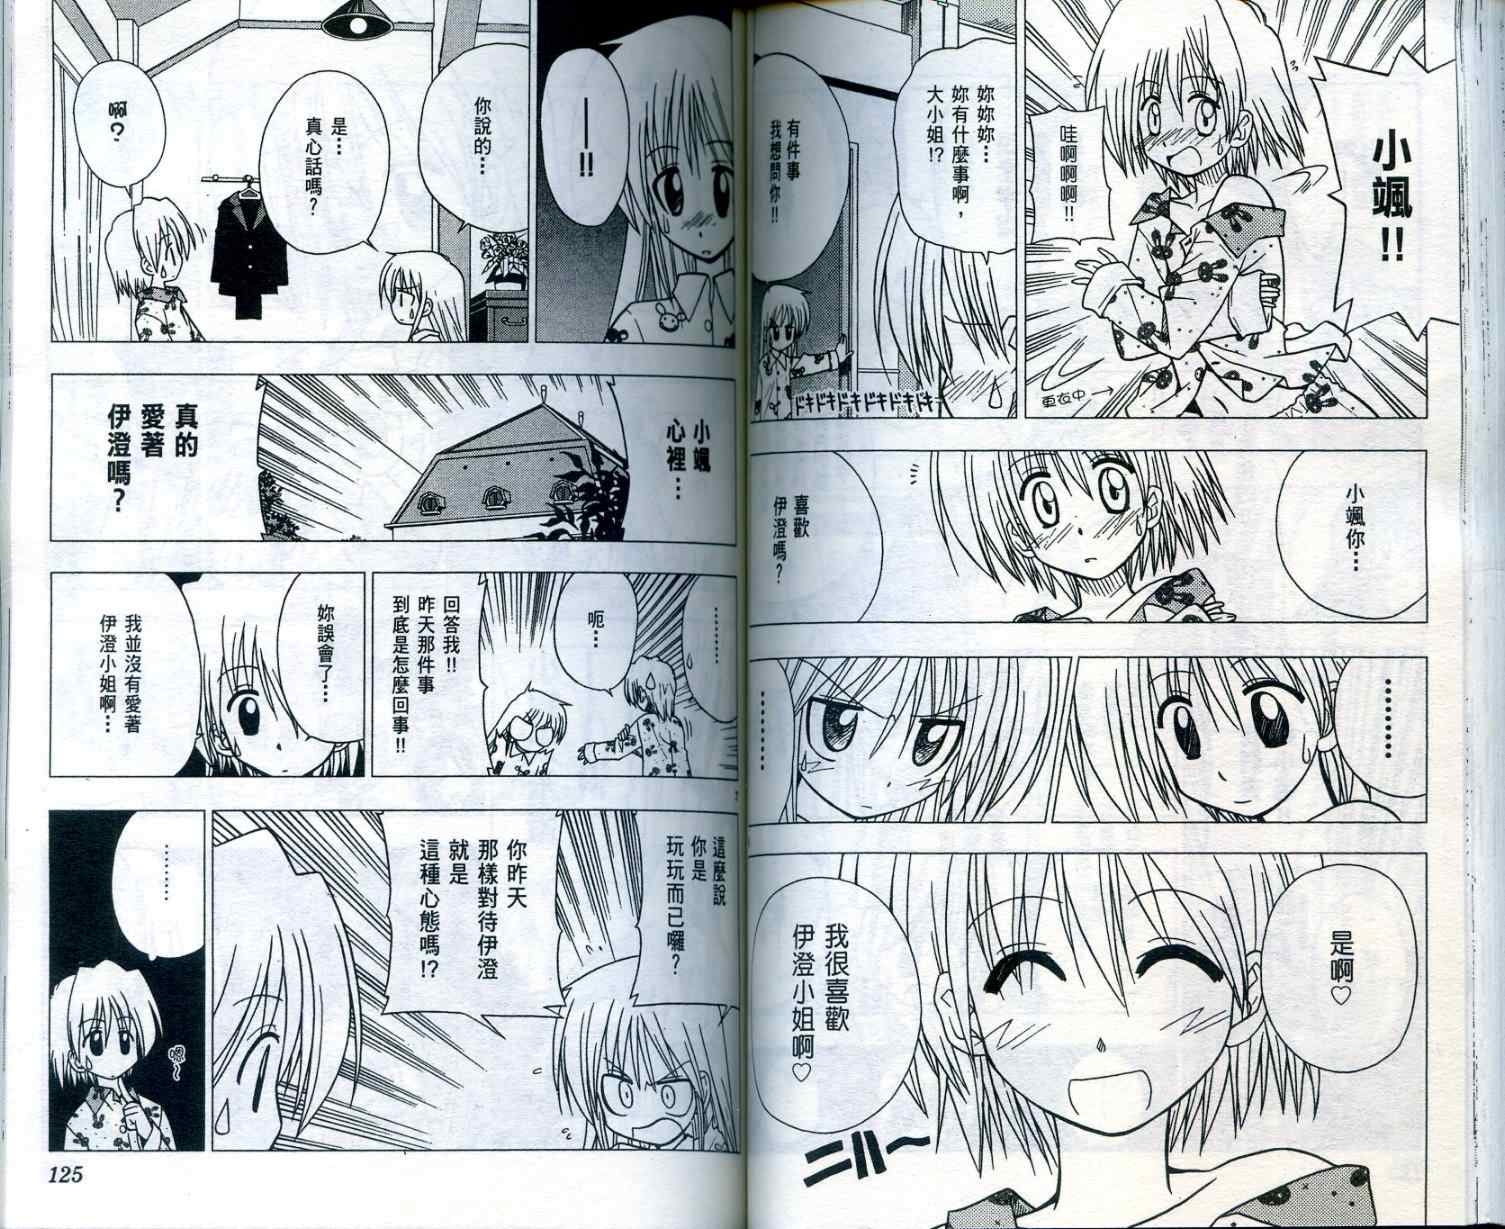 小颯!!
哇啊啊啊!!
更衣中→
妳妳妳…
妳有什麼事啊，
大小姐!?
有件事
我想問你!!
ドキドキドキドキドキドキ
小颯你…
喜歡
伊澄嗎？
………
………
是啊♡
我很喜歡
伊澄小姐啊♡
ニハ～
——!!
你說的…
是…
真心話嗎？
啊？
小颯
心裡…
真的
愛著
伊澄嗎？
………
呃…
回答我!!
昨天那件事
到底是怎麼回事!!
妳誤會了…
我並沒有愛著
伊澄小姐啊…
這麼說
你是
玩玩而已囉？
你昨天
那樣對待伊澄
就是
這種心態嗎!?
………
嗯～
125